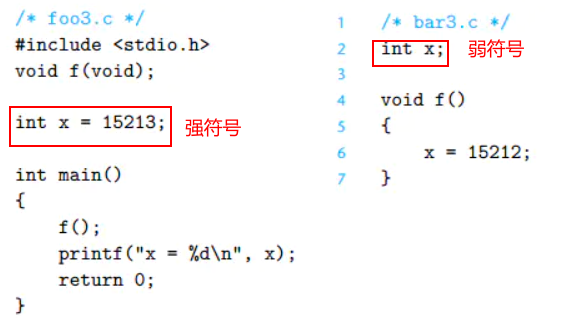 /* foo3.c */
#include <stdio.h>
void f(void);
int x = 15213;
强符号
int main()
{
f();
printf("x = %d\n", x);
return 0;
}
1 /* bar3.c */
2 int x;
弱符号
3
4 void f()
5 {
6 x = 15212;
7 }